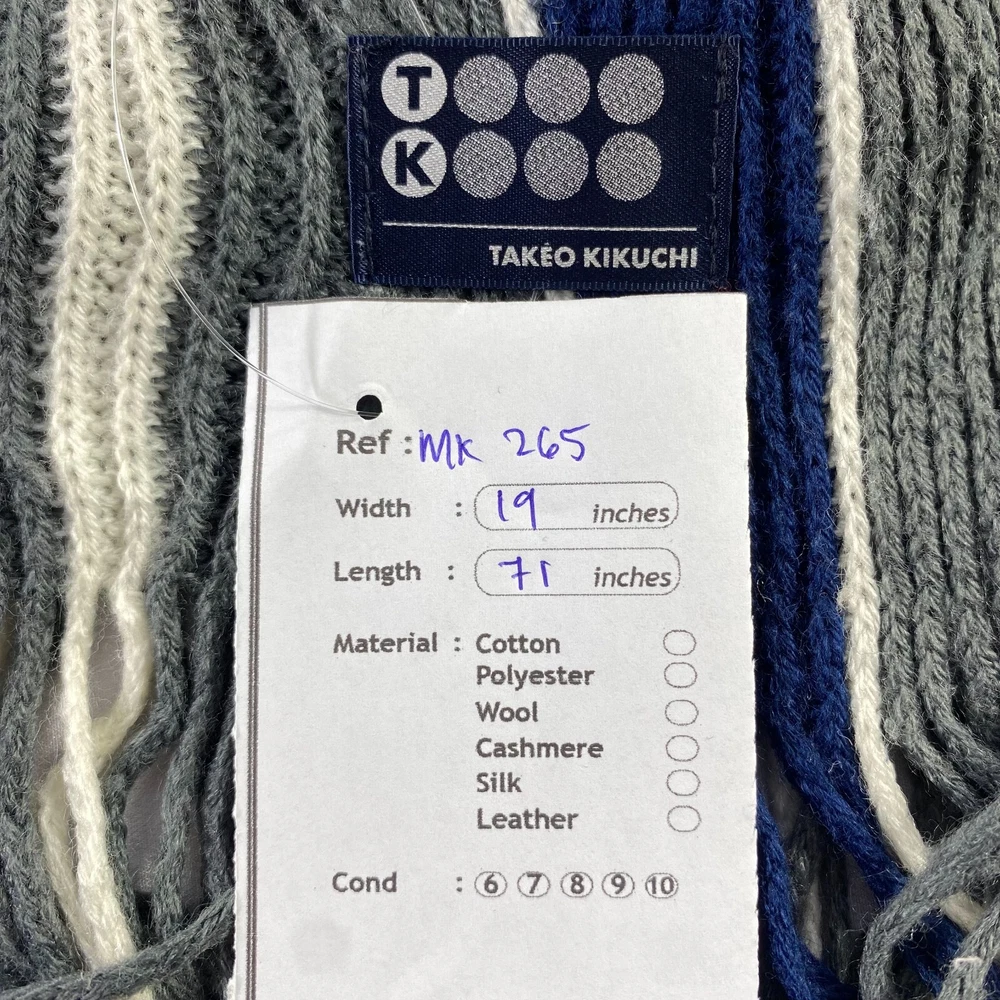 T
K
TAKĒO KIKUCHI
Ref : MK 265
Width : 19 inches
Length : 71 inches
Material : Cotton
Polyester
Wool
Cashmere
Silk
Leather
Cond : 6 7 8 9 10